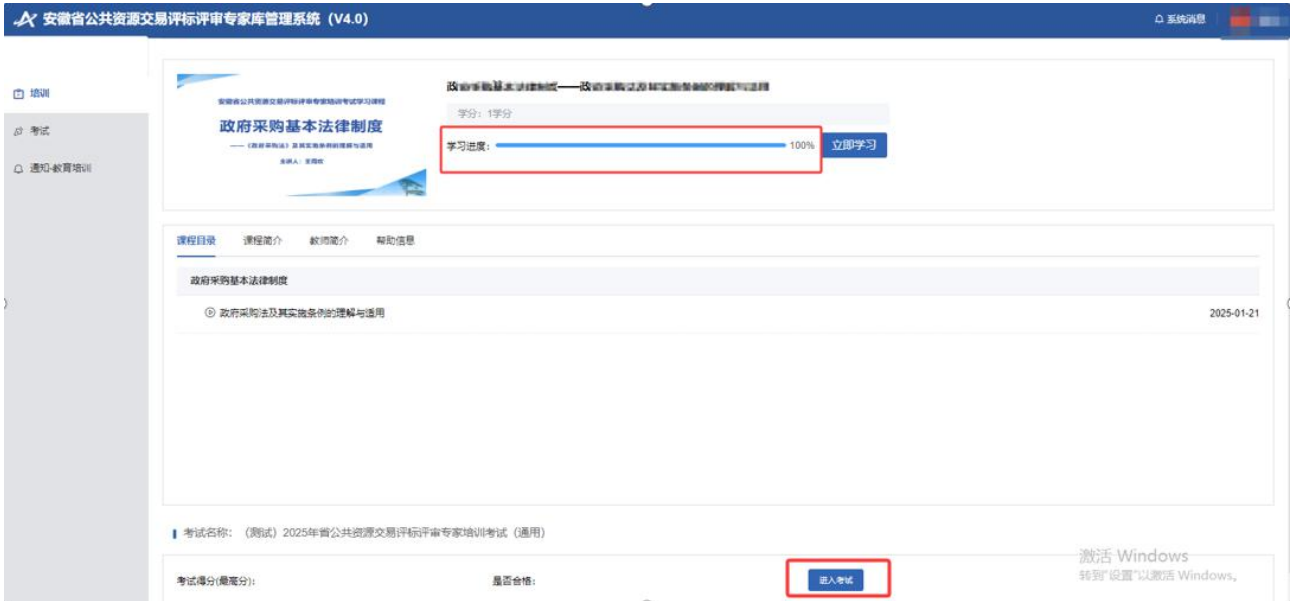 安徽省公共资源交易评标评审专家库管理系统（V4.0）
系统消息
培训
考试
通知-教育培训
安徽省公共资源交易评标评审专家培训考试学习课程
政府采购基本法律制度
——《政府采购法》及其实施条例的理解与适用
主讲人：
学分：1学分
学习进度：
100%
立即学习
课程目录
课程简介
教师简介
帮助信息
政府采购基本法律制度
政府采购法及其实施条例的理解与适用
2025-01-21
考试名称：（测试）2025年省公共资源交易评标评审专家培训考试（通用）
考试得分(最高分):
是否合格:
进入考试
激活 Windows
转到"设置"以激活 Windows。